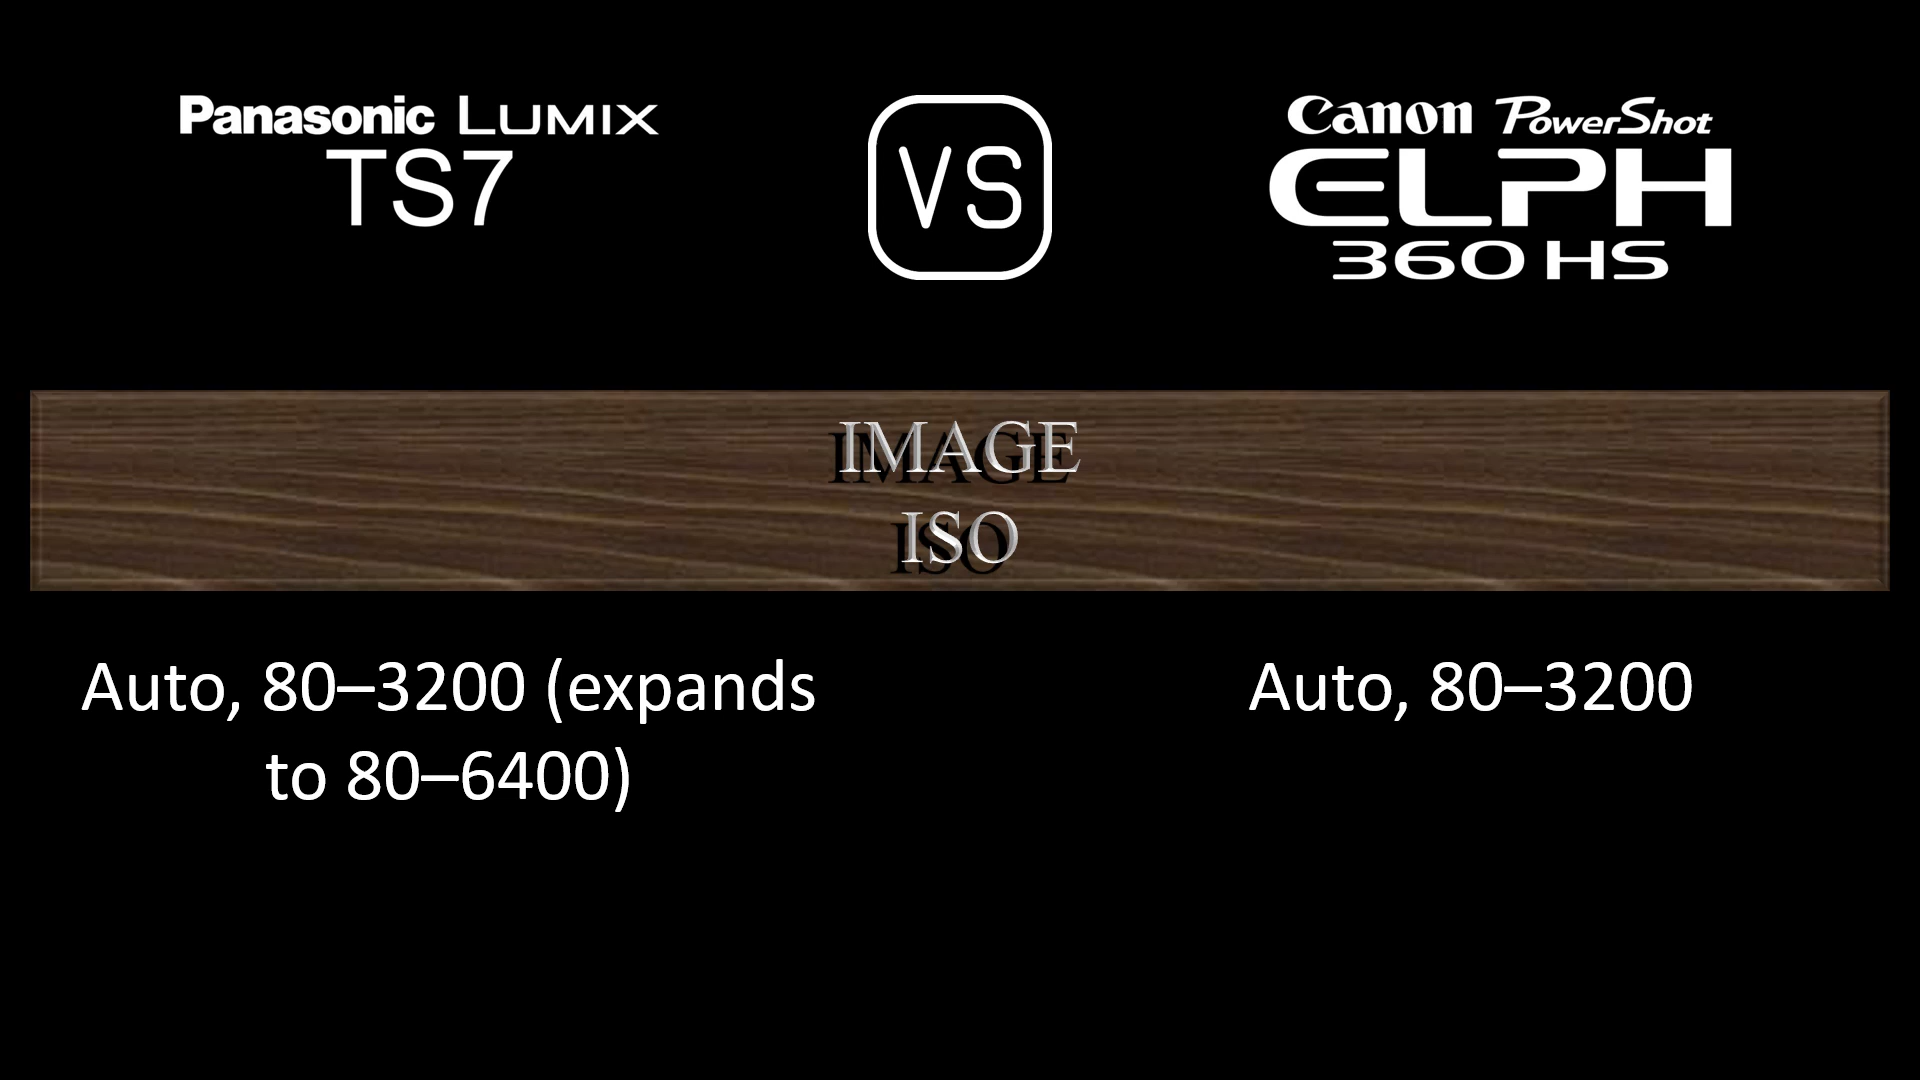 Panasonic LUMIX
TS7
VS
Canon PowerShot
ELPH
360 HS
IMAGE
ISO
Auto, 80–3200 (expands
to 80–6400)
Auto, 80–3200